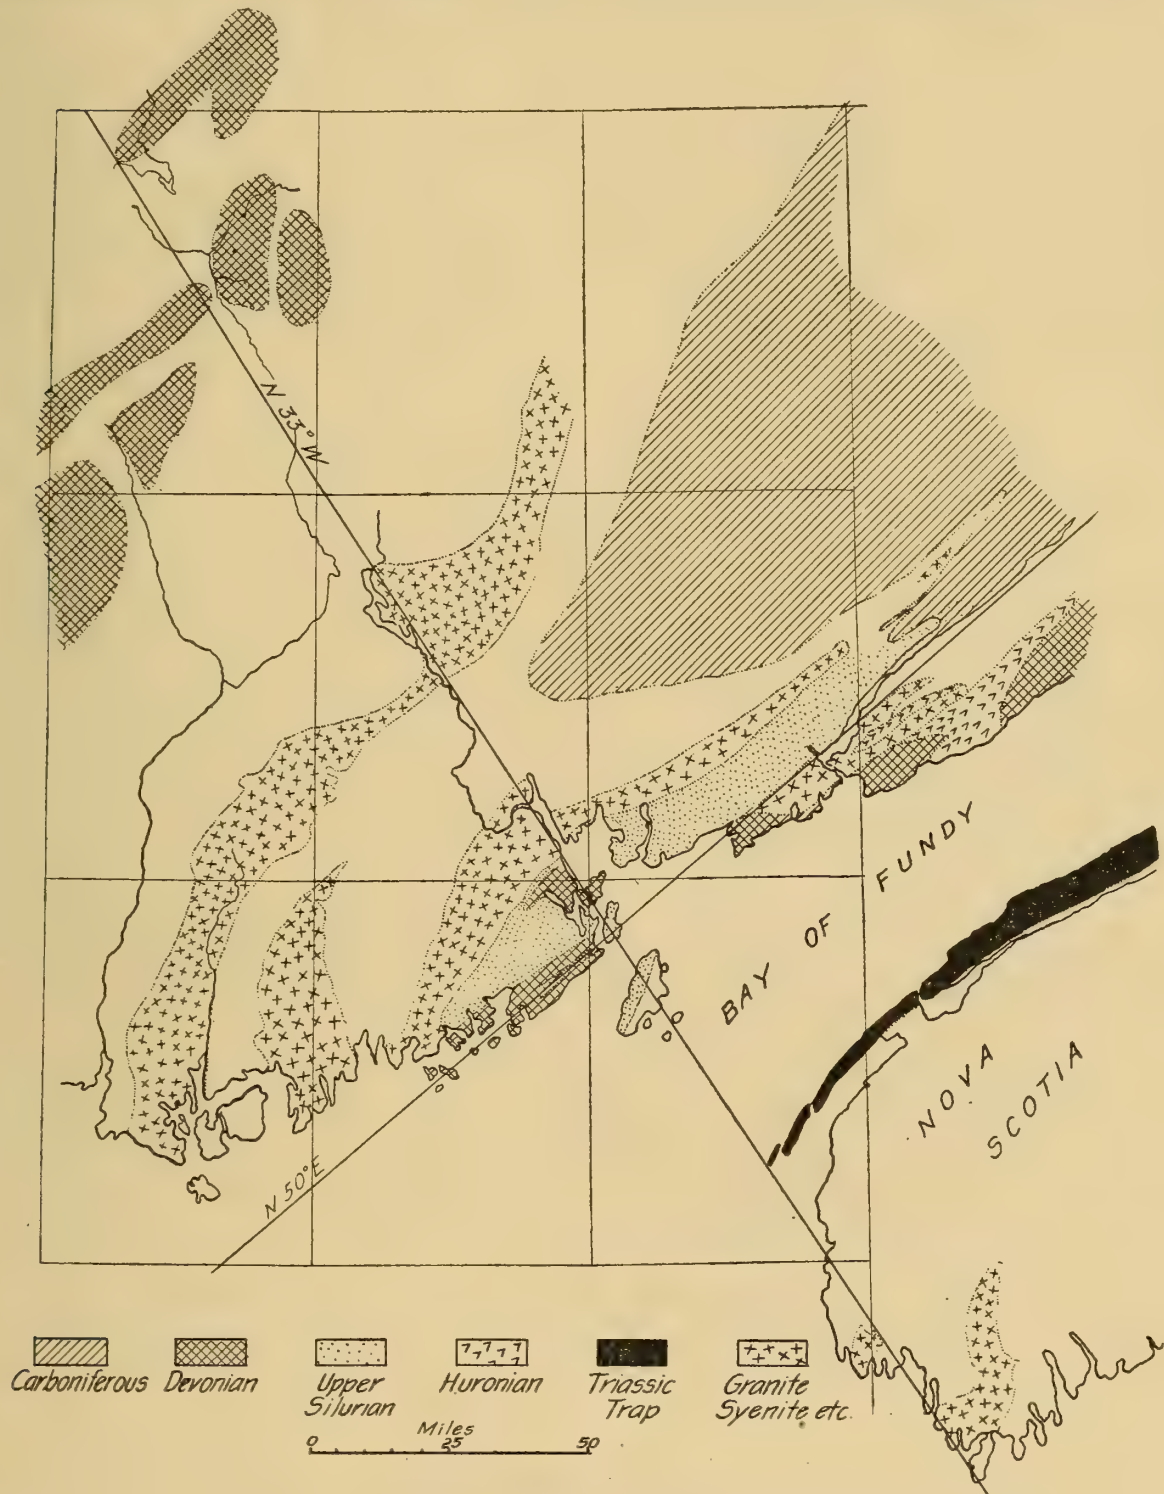 N 33° W
BAY OF FUNDY
NOVA
SCOTIA
N 50° E
Carboniferous
Devonian
Upper
Silurian
Huronian
Triassic
Trap
Granite
Syenite etc.
Miles
0 25 50